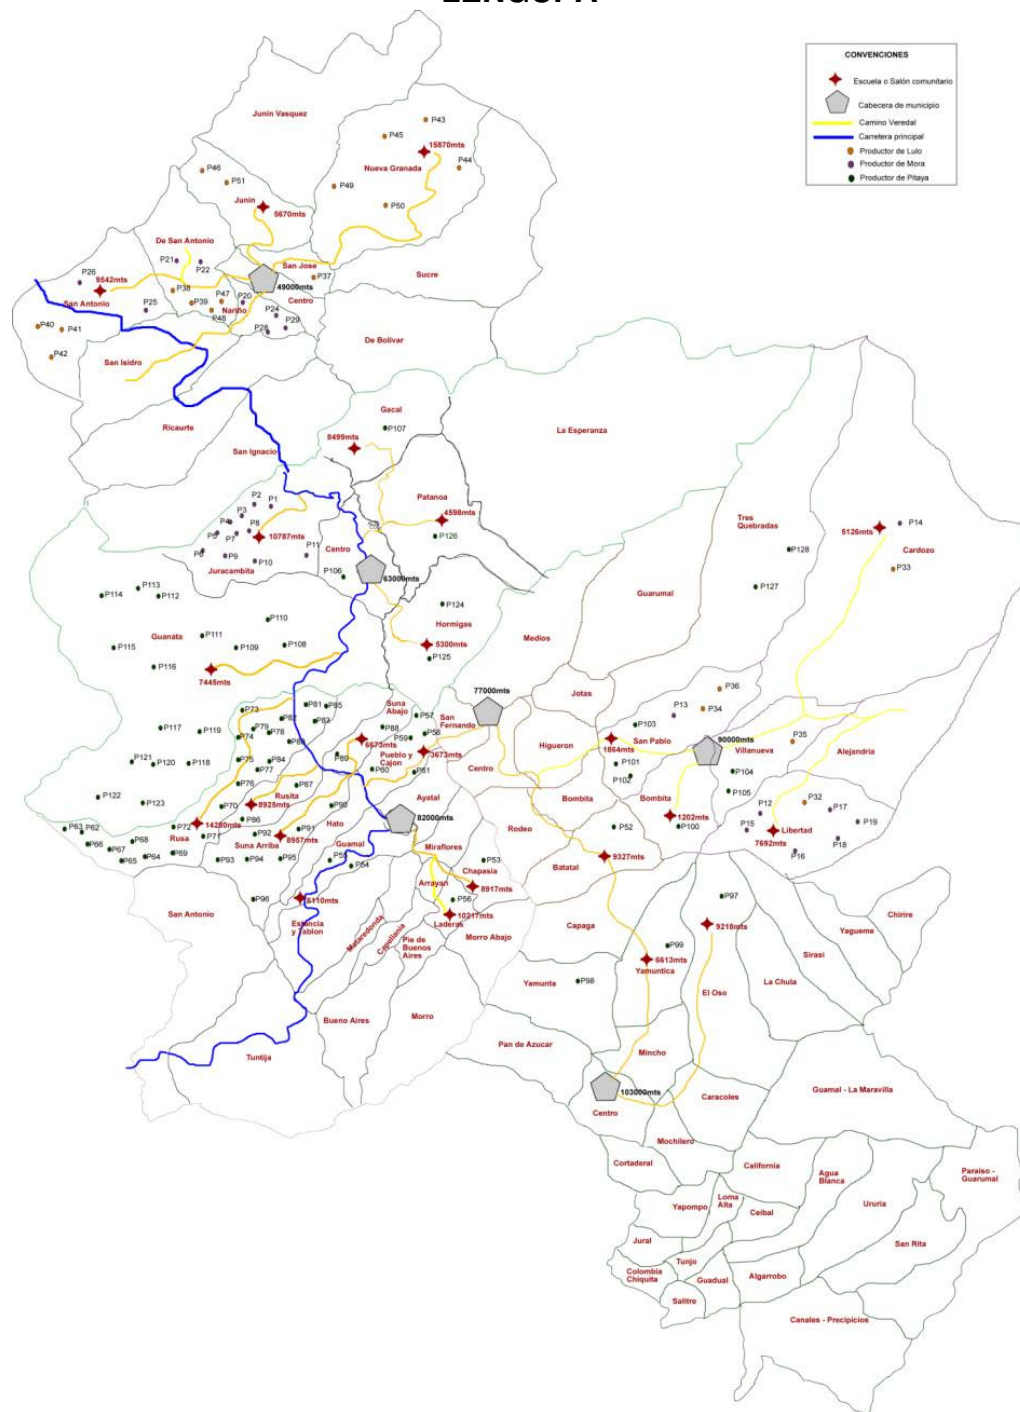 CONVENCIONES
Escuela o Salón comunitario
Cabecera de municipio
Camino Veredal
Carretera principal
Productor de Lulo
Productor de Mora
Productor de Pitaya
Junin Vasquez
P43
P45
15870mts
P44
Nueva Granada
P46
P51
P49
P50
Junin
5670mts
De San Antonio
P21
P22
San Jose
P37
Sucre
P26
9542mts
San Antonio
49000mts
P38
P47
P20
Centro
P25
P39
Nariño
P24
P48
P28
P29
P40
P41
P42
San Isidro
De Bolivar
Gacal
P107
8499mts
La Esperanza
Ricaurte
San Ignacio
Patanoa
4598mts
P126
P2
P1
P3
P4
P5
P8
P7
10787mts
P6
P9
P10
P11
Juracambita
Centro
P106
63000mts
Tres
Quebradas
P128
P127
5126mts
P14
Cardozo
P33
P113
P114
P112
P124
Hormigas
Guarumal
P110
Guanata
P111
P115
P109
P108
5300mts
P125
Medios
P116
7445mts
77000mts
Jotas
P36
P13
P34
P73
P81
P85
Suna
Abajo
P57
San
Fernando
P82
P83
P88
P103
San Pablo
90000mts
P35
P117
P119
P79
P78
P74
P59
P58
6673mts
Pueblo y
Cajon
3673mts
Higueron
1864mts
Villanueva
Alejandria
P121
P120
P118
P75
P84
P77
P60
P61
Centro
P101
P102
P104
P76
P87
P105
P122
P123
Rusita
8925mts
Ayatal
Bombita
Bombita
P12
P32
P17
P70
P86
Hato
82000mts
1202mts
P100
P15
Libertad
P19
P63
P62
14280mts
P72
P71
P92
P91
Rodeo
P52
7692mts
P18
P66
P68
Rusa
Suna Arriba
8957mts
Guamal
Miraflores
P16
P67
P65
P64
P69
P93
P94
P95
P55
P54
P53
Batatal
9327mts
Chapasia
8917mts
Arrayan
P96
P56
P97
San Antonio
Estancia
y Tablon
Mataredonda
Capellania
Laderas
10217mts
Capaga
9218mts
Chirire
Pie de
Buenos
Aires
Morro Abajo
P99
Yagueme
Sirasi
6613mts
Yamuntica
La Chula
Yamunta
P98
El Oso
Bueno Aires
Morro
Pan de Azucar
Mincho
Tuntija
103000mts
Centro
Caracoles
Guamal - La Maravilla
Mochilero
Cortaderal
California
Agua
Blanca
Paraiso -
Guarumal
Yapompo
Loma
Alta
Ceibal
Ururia
Jural
San Rita
Tunjo
Colombia
Chiquita
Guadual
Algarrobo
Salitre
Canales - Precipicios